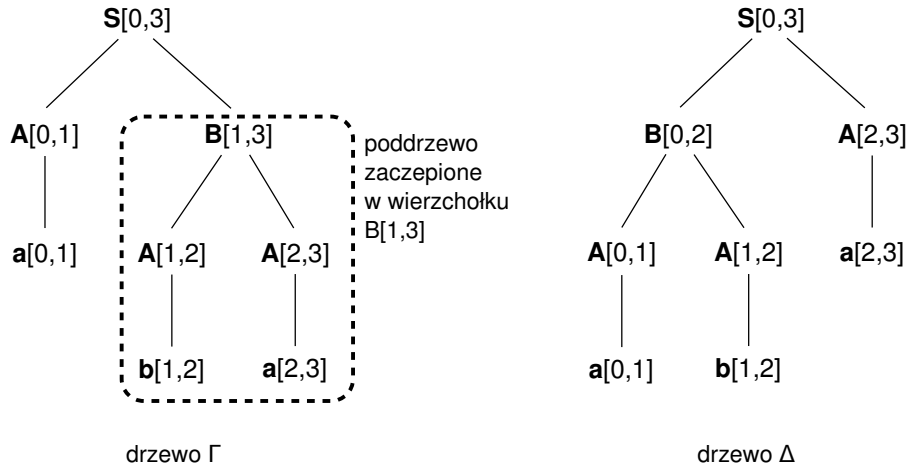 S[0,3] S[0,3]
A[0,1] B[1,3] B[0,2] A[2,3]
poddrzewo
zaczepione
w wierzchołku
B[1,3]
a[0,1] A[1,2] A[2,3] A[0,1] A[1,2] a[2,3]
b[1,2] a[2,3] a[0,1] b[1,2]
drzewo Γ drzewo Δ